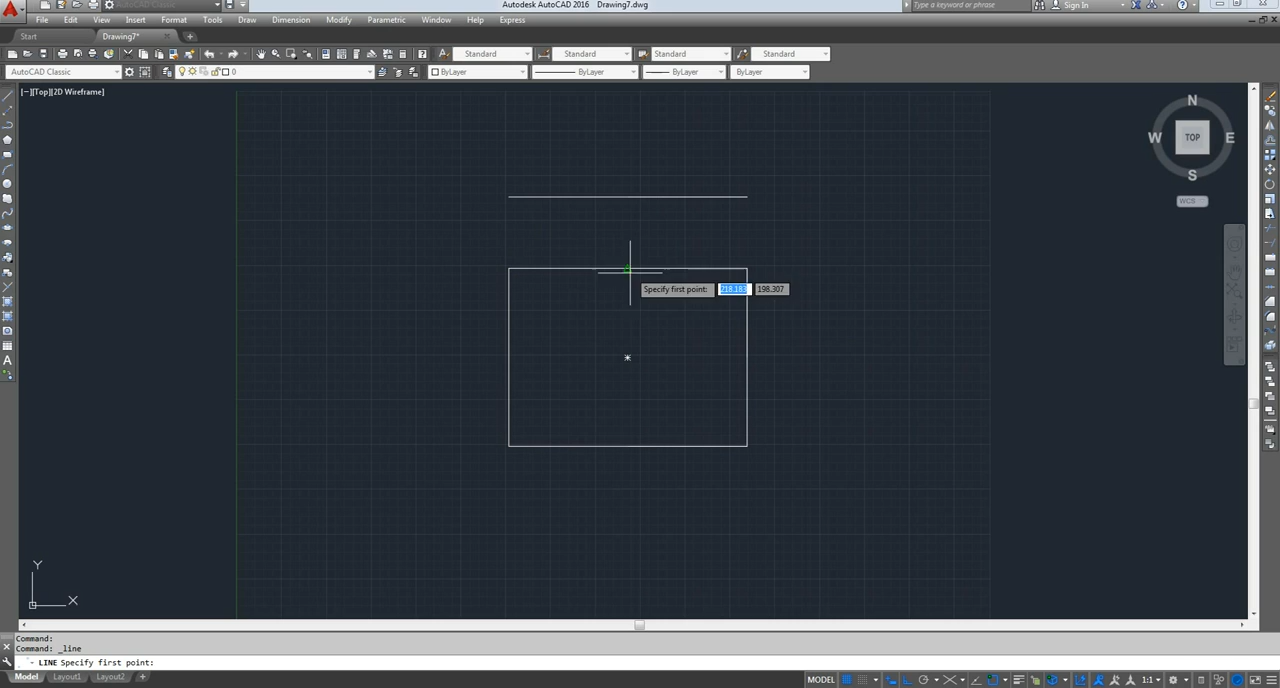 Autodesk AutoCAD 2016 Drawing7.dwg
Type a keyword or phrase
Sign In
File Edit View Insert Format Tools Draw Dimension Modify Parametric Window Help Express
Start Drawing7*
Standard Standard Standard Standard
AutoCAD Classic 0 ByLayer ByLayer ByLayer ByLayer
[−][Top][2D Wireframe]
N
W TOP E
S
WCS
Specify first point: 218.183 198.307
Y
X
Command:
Command: _line
LINE Specify first point:
Model Layout1 Layout2 +
MODEL 1:1